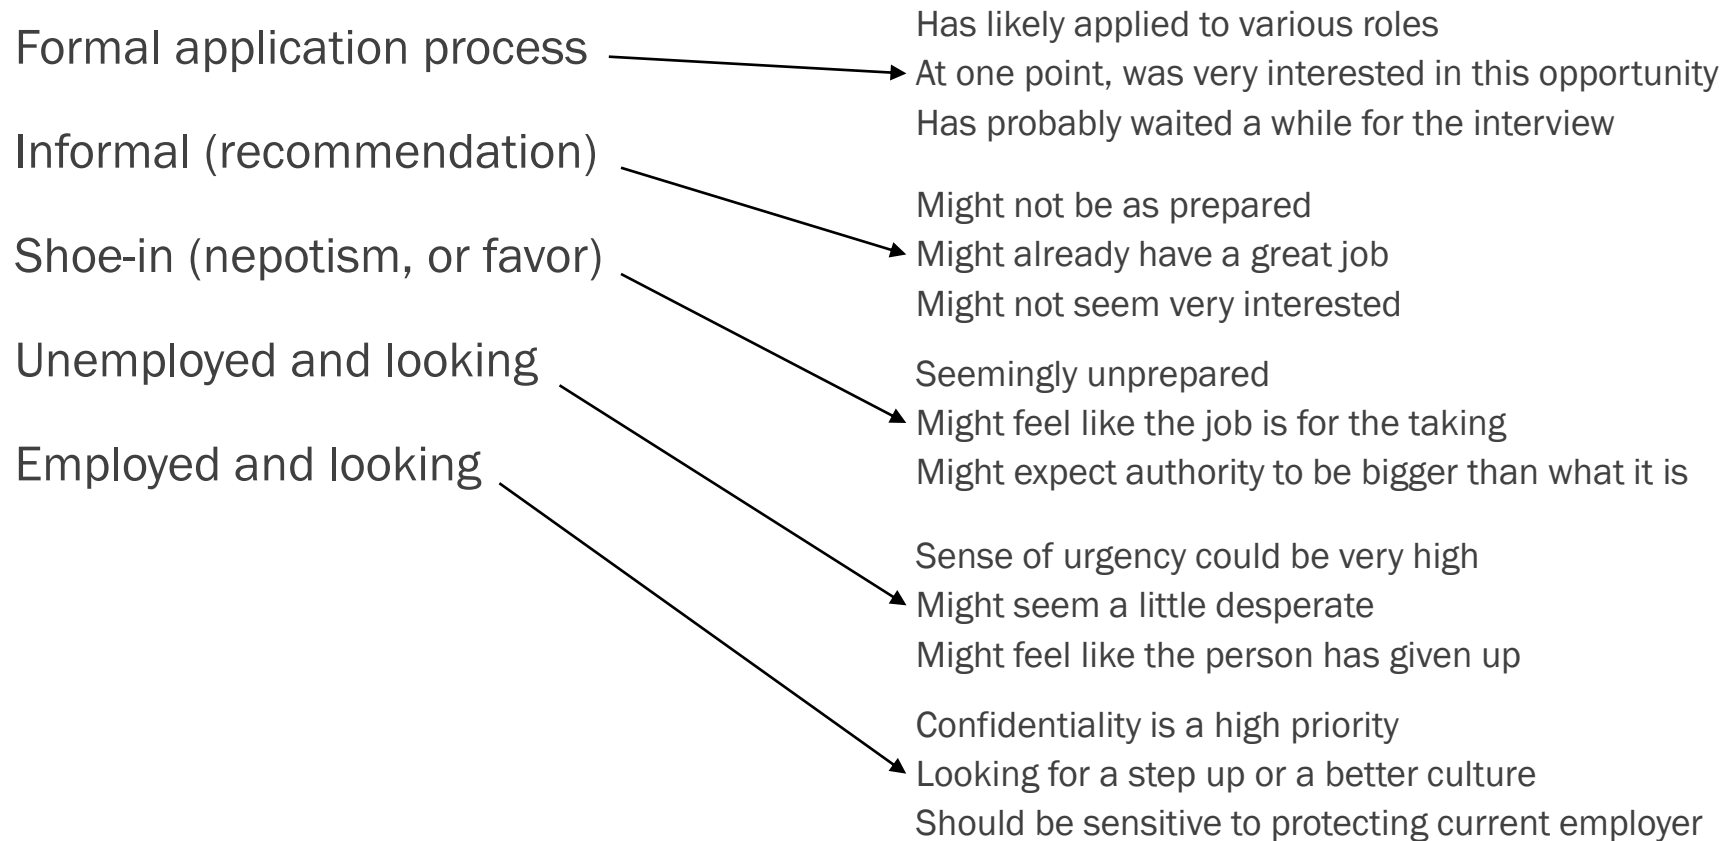 Formal application process
Informal (recommendation)
Shoe-in (nepotism, or favor)
Unemployed and looking
Employed and looking
Has likely applied to various roles
At one point, was very interested in this opportunity
Has probably waited a while for the interview
Might not be as prepared
Might already have a great job
Might not seem very interested
Seemingly unprepared
Might feel like the job is for the taking
Might expect authority to be bigger than what it is
Sense of urgency could be very high
Might seem a little desperate
Might feel like the person has given up
Confidentiality is a high priority
Looking for a step up or a better culture
Should be sensitive to protecting current employer